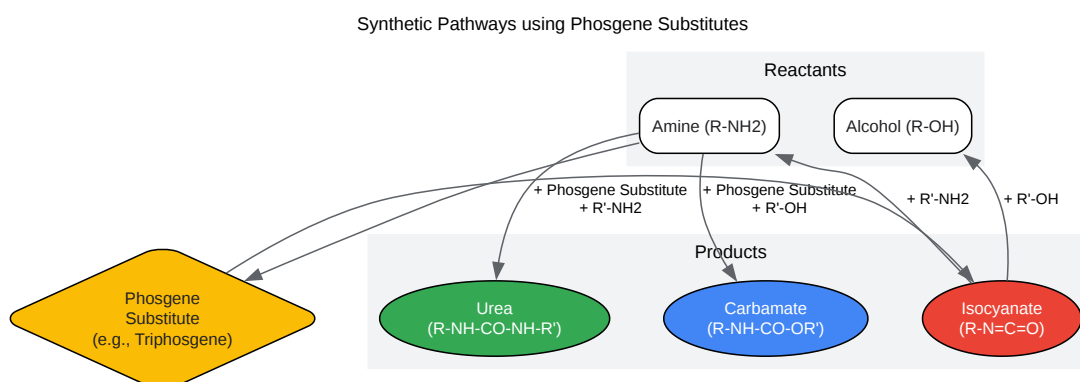 Synthetic Pathways using Phosgene Substitutes
Reactants
Amine (R-NH2)
Alcohol (R-OH)
+ Phosgene Substitute
+ R'-NH2
+ Phosgene Substitute
+ R'-OH
+ R'-NH2
+ R'-OH
Products
Phosgene
Substitute
(e.g., Triphosgene)
Urea
(R-NH-CO-NH-R')
Carbamate
(R-NH-CO-OR')
Isocyanate
(R-N=C=O)